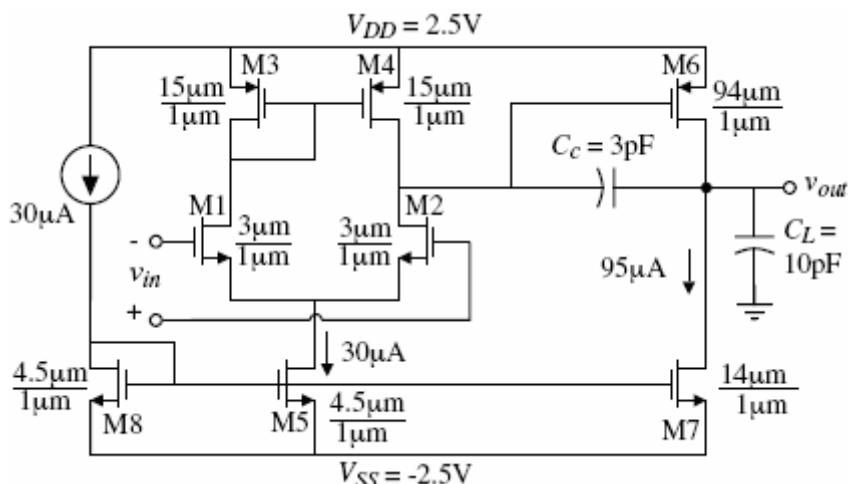 V_DD = 2.5V
M3
M4
M6
15μm
1μm
15μm
1μm
94μm
1μm
C_c = 3pF
v_out
30μA
M1
M2
3μm
1μm
3μm
1μm
C_L =
10pF
-
v_in
+
95μA
30μA
4.5μm
1μm
M8
M5
4.5μm
1μm
14μm
1μm
M7
V_SS = -2.5V